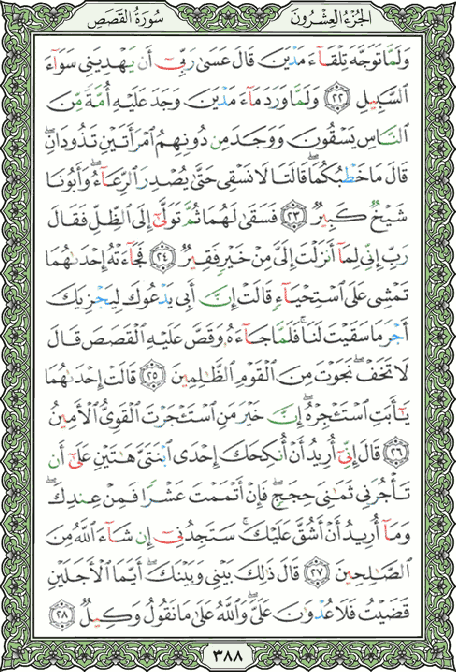 الجُزْءُ العِشْرُونَ
سُورَةُ القَصَصِ
وَلَمَّا تَوَجَّهَ تِلْقَآءَ مَدْيَنَ قَالَ عَسَىٰ رَبِّىٓ أَن يَهْدِيَنِى سَوَآءَ
ٱلسَّبِيلِ ٢٢ وَلَمَّا وَرَدَ مَآءَ مَدْيَنَ وَجَدَ عَلَيْهِ أُمَّةً مِّنَ
ٱلنَّاسِ يَسْقُونَ وَوَجَدَ مِن دُونِهِمُ ٱمْرَأَتَيْنِ تَذُودَانِۖ
قَالَ مَا خَطْبُكُمَاۖ قَالَتَا لَا نَسْقِى حَتَّىٰ يُصْدِرَ ٱلرِّعَآءُۖ وَأَبُونَا
شَيْخٌ كَبِيرٌ ٢٣ فَسَقَىٰ لَهُمَا ثُمَّ تَوَلَّىٰٓ إِلَى ٱلظِّلِّ فَقَالَ
رَبِّ إِنِّى لِمَآ أَنزَلْتَ إِلَىَّ مِنْ خَيْرٍ فَقِيرٌ ٢٤ فَجَآءَتْهُ إِحْدَىٰهُمَا
تَمْشِى عَلَى ٱسْتِحْيَآءٍ قَالَتْ إِنَّ أَبِى يَدْعُوكَ لِيَجْزِيَكَ
أَجْرَ مَا سَقَيْتَ لَنَاۚ فَلَمَّا جَآءَهُۥ وَقَصَّ عَلَيْهِ ٱلْقَصَصَ قَالَ
لَا تَخَفْۖ نَجَوْتَ مِنَ ٱلْقَوْمِ ٱلظَّٰلِمِينَ ٢٥ قَالَتْ إِحْدَىٰهُمَا
يَٰٓأَبَتِ ٱسْتَـْٔجِرْهُۖ إِنَّ خَيْرَ مَنِ ٱسْتَـْٔجَرْتَ ٱلْقَوِىُّ ٱلْأَمِينُ
٢٦ قَالَ إِنِّىٓ أُرِيدُ أَنْ أُنكِحَكَ إِحْدَى ٱبْنَتَىَّ هَٰتَيْنِ عَلَىٰٓ أَن
تَأْجُرَنِى ثَمَٰنِىَ حِجَجٍۖ فَإِنْ أَتْمَمْتَ عَشْرًا فَمِنْ عِندِكَۖ
وَمَآ أُرِيدُ أَنْ أَشُقَّ عَلَيْكَۚ سَتَجِدُنِىٓ إِن شَآءَ ٱللَّهُ مِنَ
ٱلصَّٰلِحِينَ ٢٧ قَالَ ذَٰلِكَ بَيْنِى وَبَيْنَكَۖ أَيَّمَا ٱلْأَجَلَيْنِ
قَضَيْتُ فَلَا عُدْوَٰنَ عَلَىَّۖ وَٱللَّهُ عَلَىٰ مَا نَقُولُ وَكِيلٌ ٢٨
٣٨٨